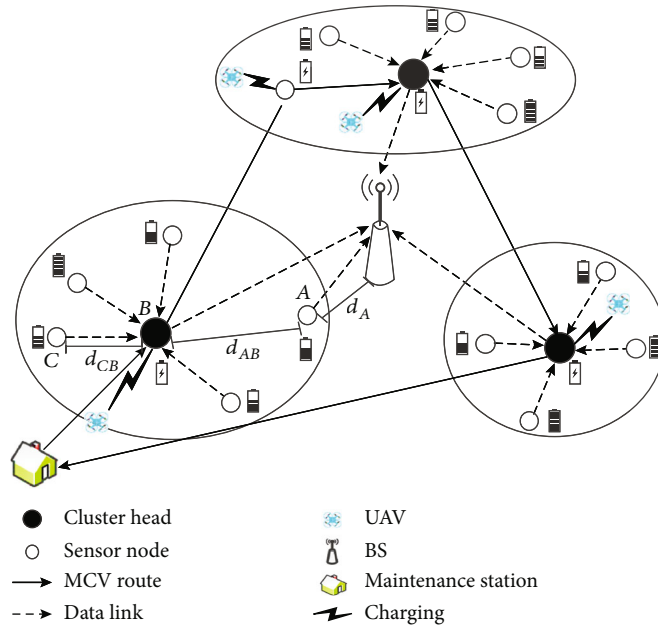 A
d_A
B
C
d_CB
d_AB
Cluster head
UAV
Sensor node
BS
MCV route
Maintenance station
Data link
Charging